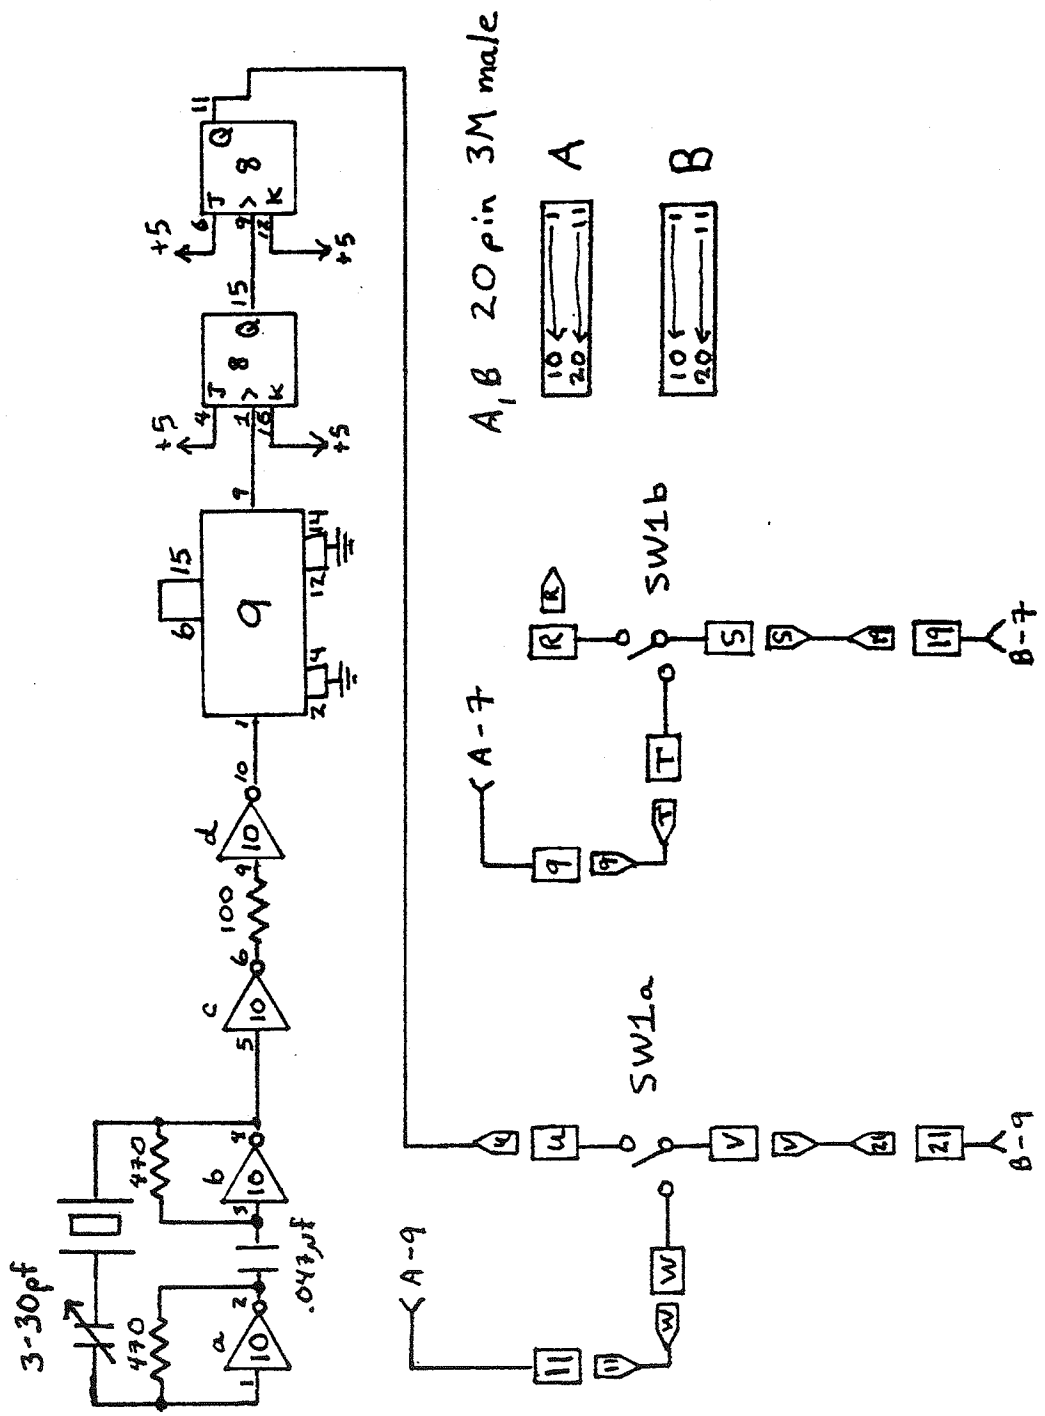 3-30pf
470
470
.047μf
a
10
1
2
b
10
3
4
c
10
5
6
100
d
10
9
10
1
9
6 15
2 4
12 14
9
+5
4 J
1 >
16 K
+5
8
Q
15
+5
6 J
9 >
12 K
+5
8
Q
11
A, B 20 pin 3M male
10 1
20 11
A
10 1
20 11
B
A-9
11
11
W
W
U
U
SW1a
V
V
21
21
B-9
A-7
9
9
T
T
R
R
SW1b
S
S
19
19
B-7